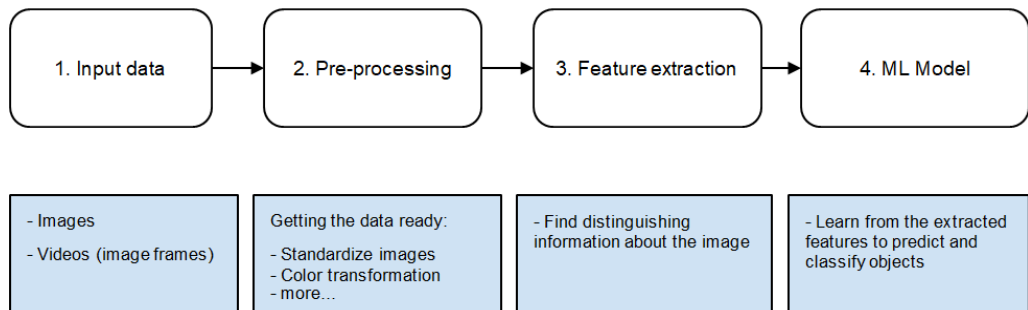 1. Input data
2. Pre-processing
3. Feature extraction
4. ML Model
- Images
- Videos (image frames)
Getting the data ready:
- Standardize images
- Color transformation
- more...
- Find distinguishing
information about the image
- Learn from the extracted
features to predict and
classify objects